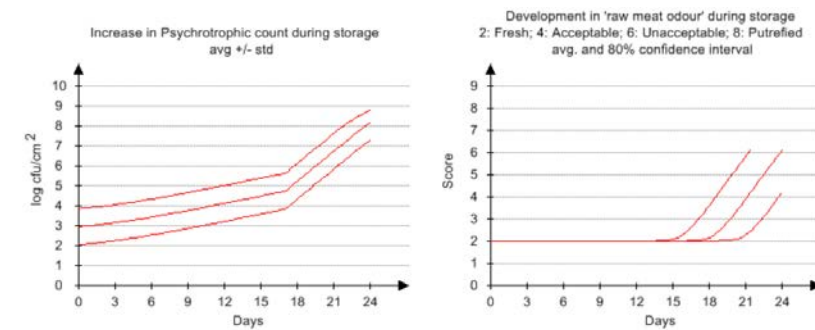 Increase in Psychrotrophic count during storage
avg +/- std
log cfu/cm 2
10
9
8
7
6
5
4
3
2
1
0
0 3 6 9 12 15 18 21 24
Days
Development in 'raw meat odour' during storage
2: Fresh; 4: Acceptable; 6: Unacceptable; 8: Putrefied
avg. and 80% confidence interval
Score
9
8
7
6
5
4
3
2
1
0
0 3 6 9 12 15 18 21 24
Days